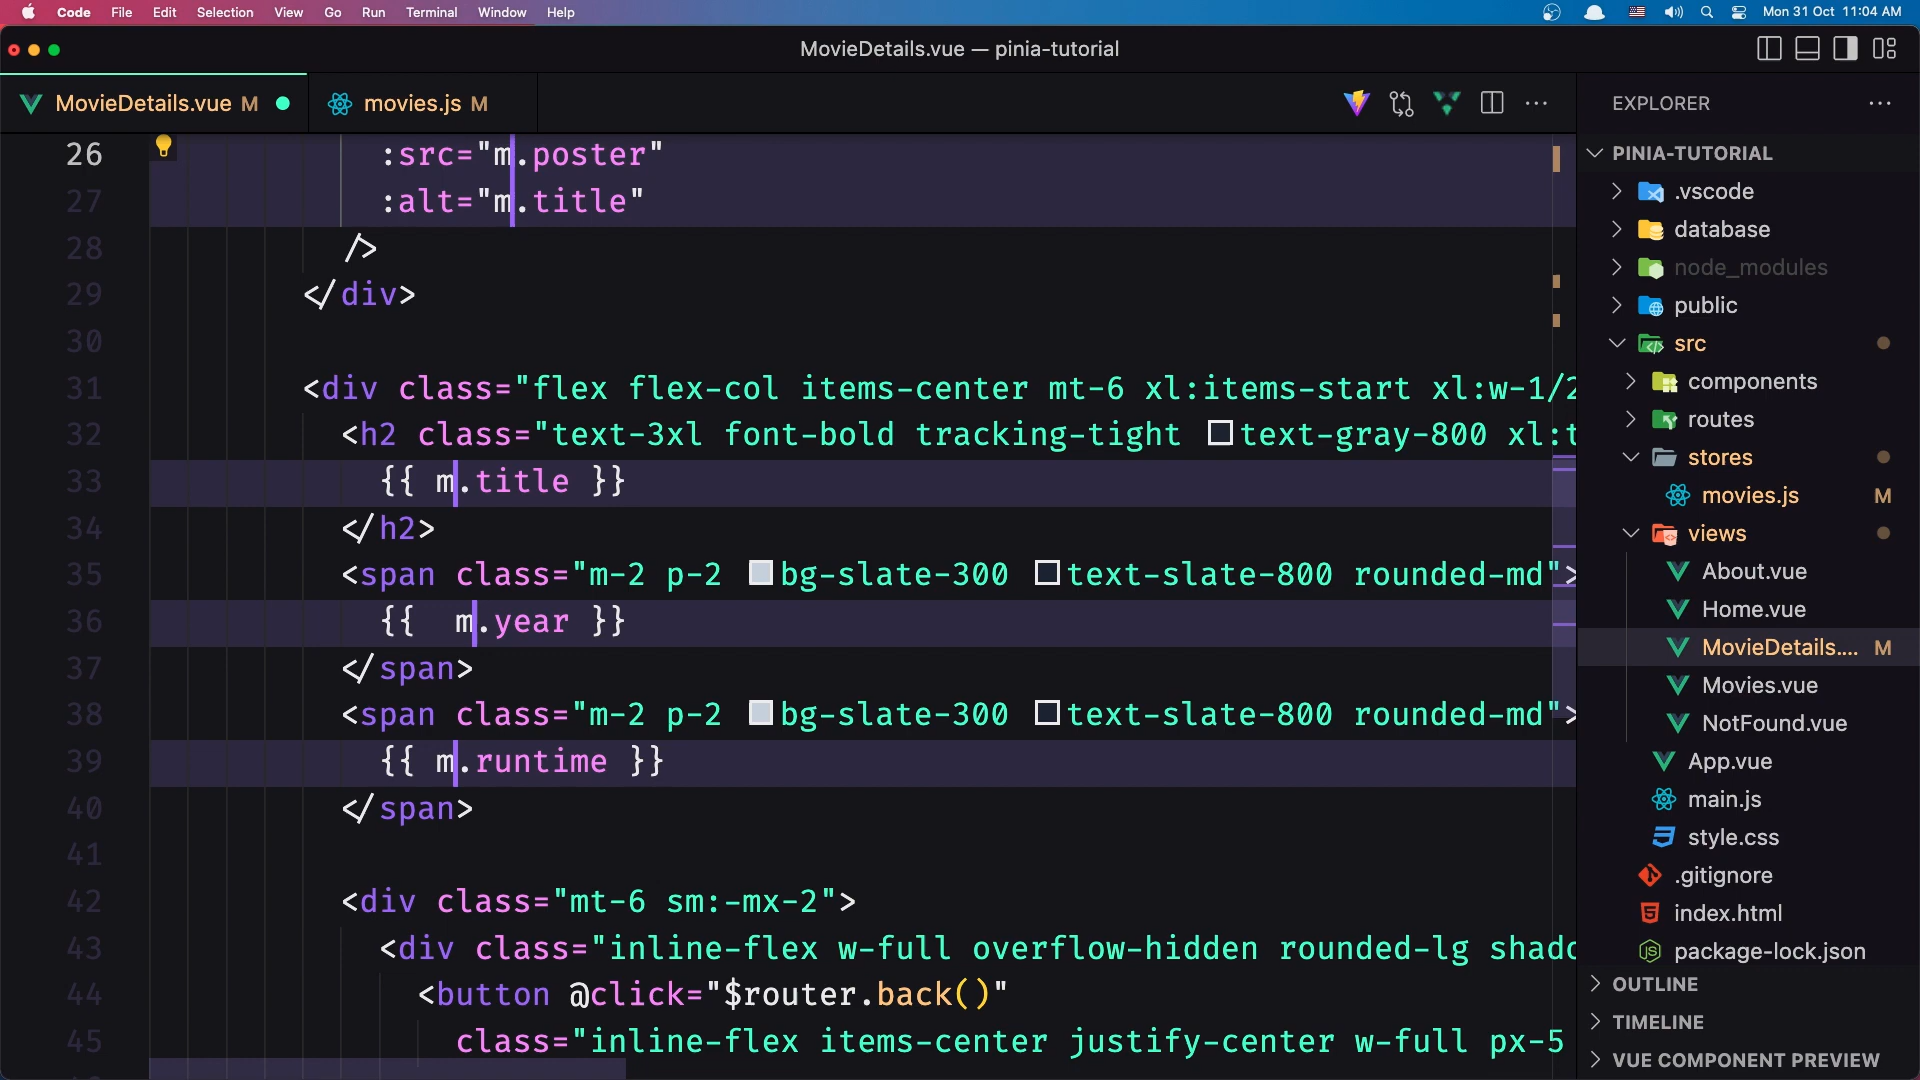 Code File Edit Selection View Go Run Terminal Window Help Mon 31 Oct 11:04 AM
MovieDetails.vue — pinia-tutorial
MovieDetails.vue M movies.js M
26 :src="m.poster"
27 :alt="m.title"
28 />
29 </div>
30
31 <div class="flex flex-col items-center mt-6 xl:items-start xl:w-1/2
32 <h2 class="text-3xl font-bold tracking-tight text-gray-800 xl:t
33 {{ m.title }}
34 </h2>
35 <span class="m-2 p-2 bg-slate-300 text-slate-800 rounded-md">
36 {{  m.year }}
37 </span>
38 <span class="m-2 p-2 bg-slate-300 text-slate-800 rounded-md">
39 {{ m.runtime }}
40 </span>
41
42 <div class="mt-6 sm:-mx-2">
43 <div class="inline-flex w-full overflow-hidden rounded-lg shado
44 <button @click="$router.back()"
45 class="inline-flex items-center justify-center w-full px-5
EXPLORER
PINIA-TUTORIAL
.vscode
database
node_modules
public
src
components
routes
stores
movies.js M
views
About.vue
Home.vue
MovieDetails.... M
Movies.vue
NotFound.vue
App.vue
main.js
style.css
.gitignore
index.html
package-lock.json
OUTLINE
TIMELINE
VUE COMPONENT PREVIEW